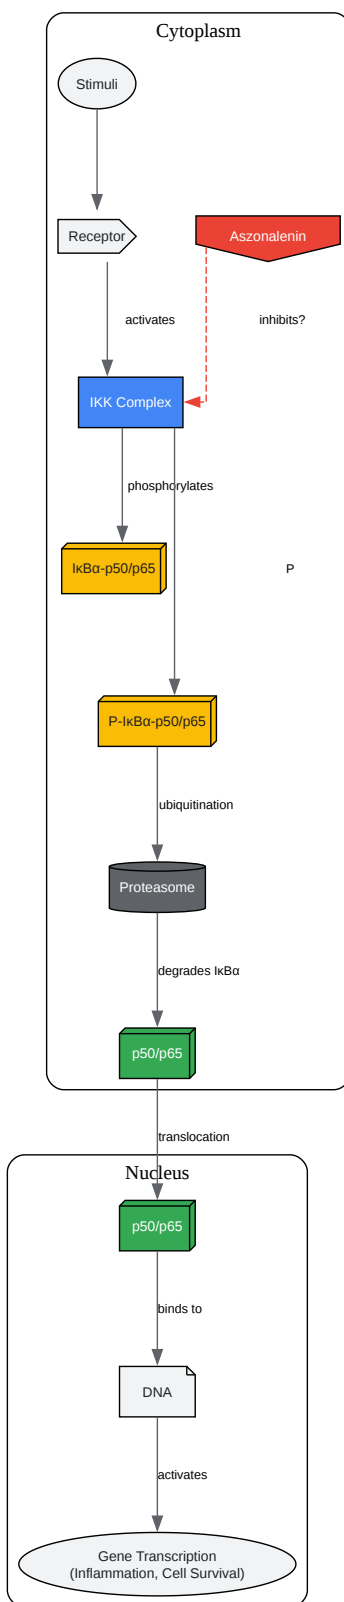 Cytoplasm
Stimuli
Receptor
Aszonalenin
activates
inhibits?
IKK Complex
phosphorylates
IκBα-p50/p65
P
P-IκBα-p50/p65
ubiquitination
Proteasome
degrades IκBα
p50/p65
translocation
Nucleus
p50/p65
binds to
DNA
activates
Gene Transcription
(Inflammation, Cell Survival)